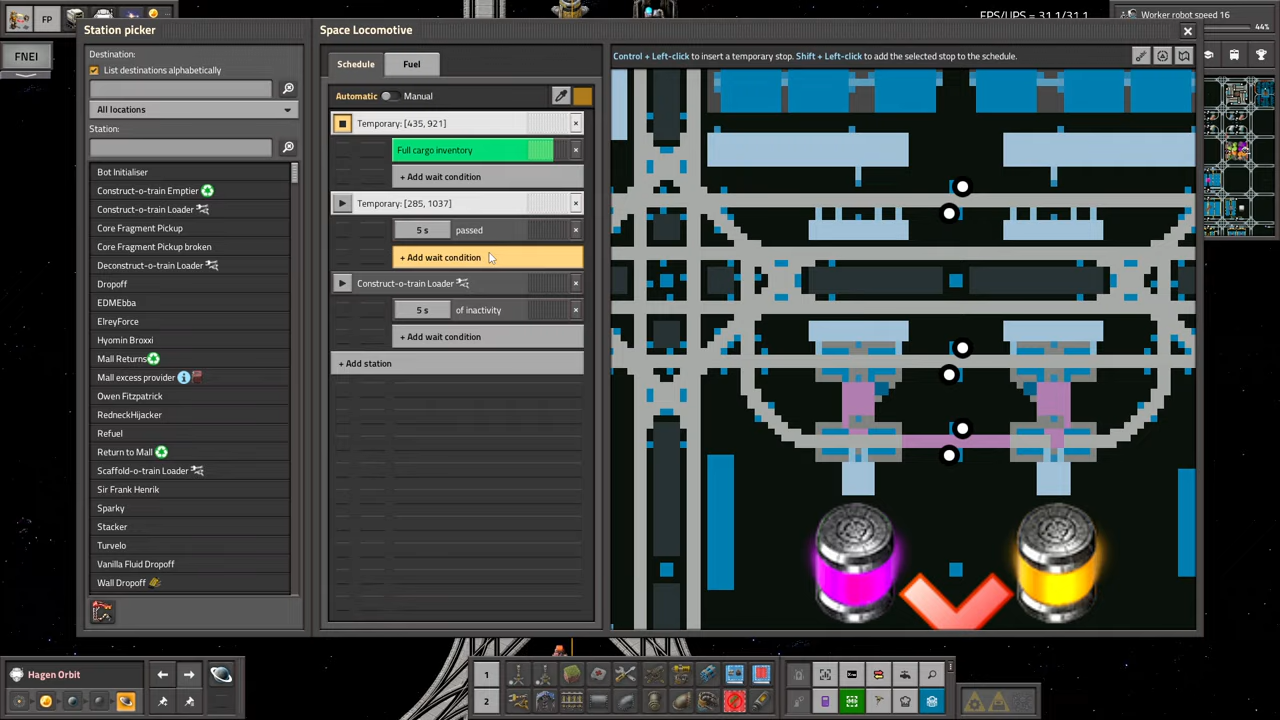 FP
EPS/UPS = 31.1/31.1
Worker robot speed 16
44%
FNEI
Station picker
Destination:
List destinations alphabetically
All locations
Station:
Bot Initialiser
Construct-o-train Emptier
Construct-o-train Loader
Core Fragment Pickup
Core Fragment Pickup broken
Deconstruct-o-train Loader
Dropoff
EDMEbba
ElreyForce
Hyomin Broxxi
Mall Returns
Mall excess provider
Owen Fitzpatrick
RedneckHijacker
Refuel
Return to Mall
Scaffold-o-train Loader
Sir Frank Henrik
Sparky
Stacker
Turvelo
Vanilla Fluid Dropoff
Wall Dropoff
Space Locomotive
Schedule
Fuel
Automatic
Manual
Temporary: [435, 921]
Full cargo inventory
+ Add wait condition
Temporary: [285, 1037]
5 s
passed
+ Add wait condition
Construct-o-train Loader
5 s
of inactivity
+ Add wait condition
+ Add station
Control + Left-click to insert a temporary stop. Shift + Left-click to add the selected stop to the schedule.
Hagen Orbit
1
2